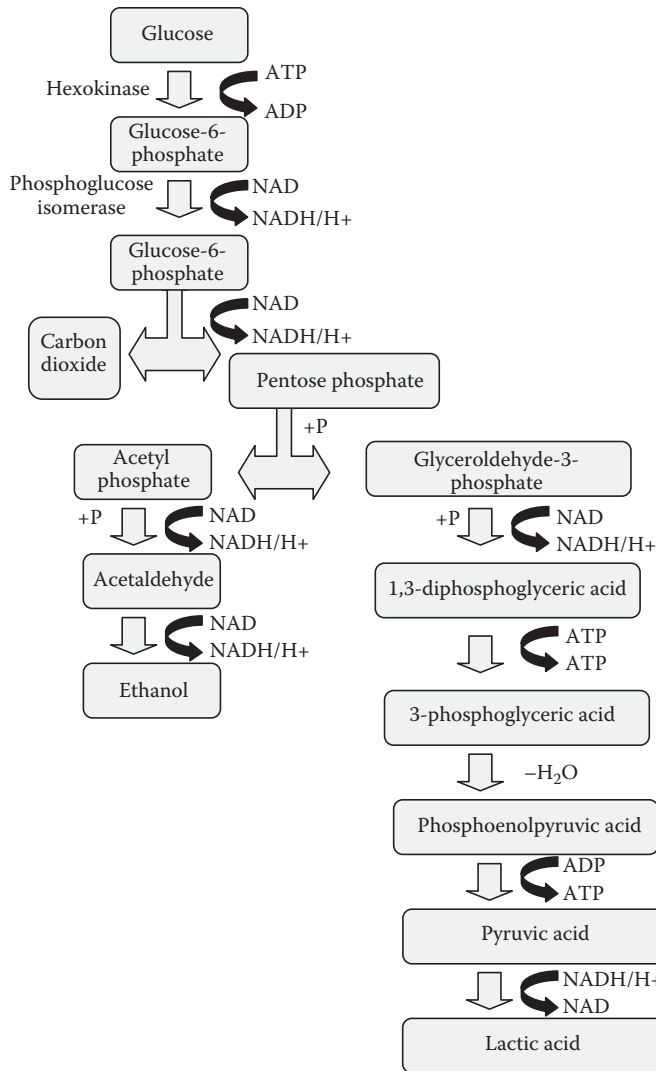 Glucose
Hexokinase
ATP
ADP
Glucose-6-
phosphate
Phosphoglucose
isomerase
NAD
NADH/H+
Glucose-6-
phosphate
NAD
NADH/H+
Carbon
dioxide
Pentose phosphate
+P
Acetyl
phosphate
+P
NAD
NADH/H+
Acetaldehyde
NAD
NADH/H+
Ethanol
Glyceroldehyde-3-
phosphate
+P
NAD
NADH/H+
1,3-diphosphoglyceric acid
ATP
ATP
3-phosphoglyceric acid
–H₂O
Phosphoenolpyruvic acid
ADP
ATP
Pyruvic acid
NADH/H+
NAD
Lactic acid